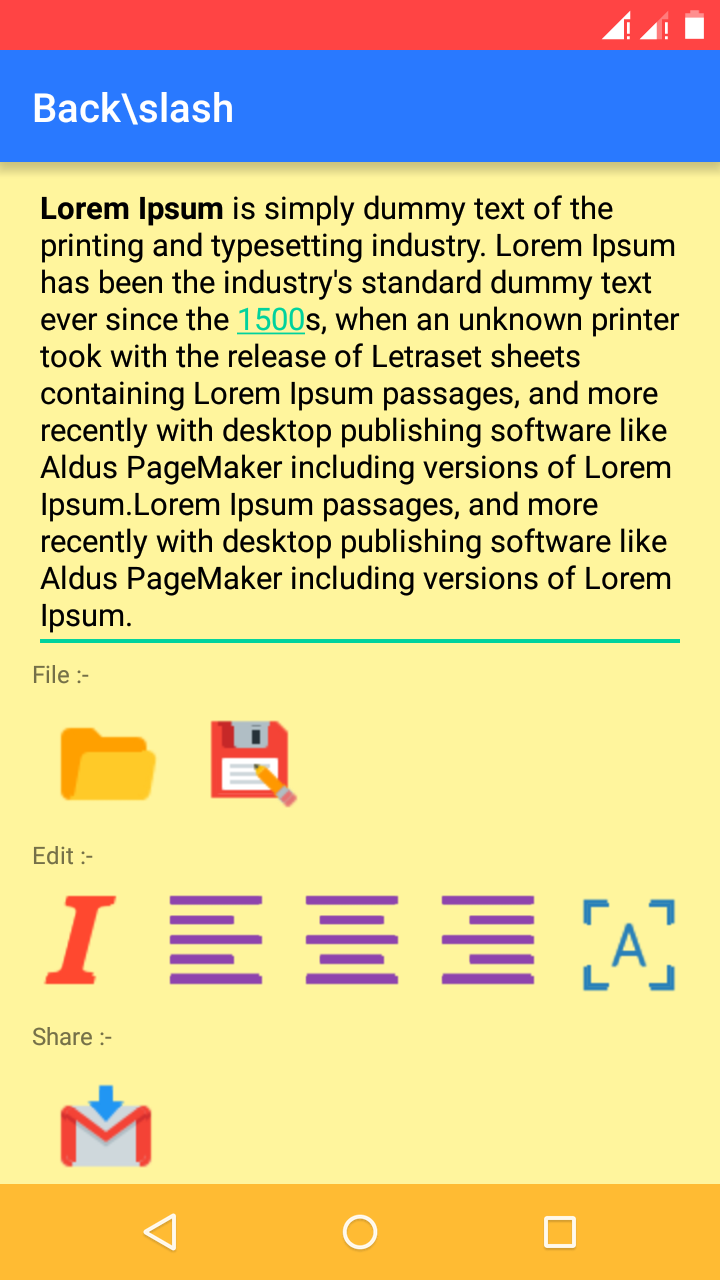 Back\slash
Lorem Ipsum is simply dummy text of the
printing and typesetting industry. Lorem Ipsum
has been the industry's standard dummy text
ever since the 1500s, when an unknown printer
took with the release of Letraset sheets
containing Lorem Ipsum passages, and more
recently with desktop publishing software like
Aldus PageMaker including versions of Lorem
Ipsum.Lorem Ipsum passages, and more
recently with desktop publishing software like
Aldus PageMaker including versions of Lorem
Ipsum.
File :-
Edit :-
I
A
Share :-